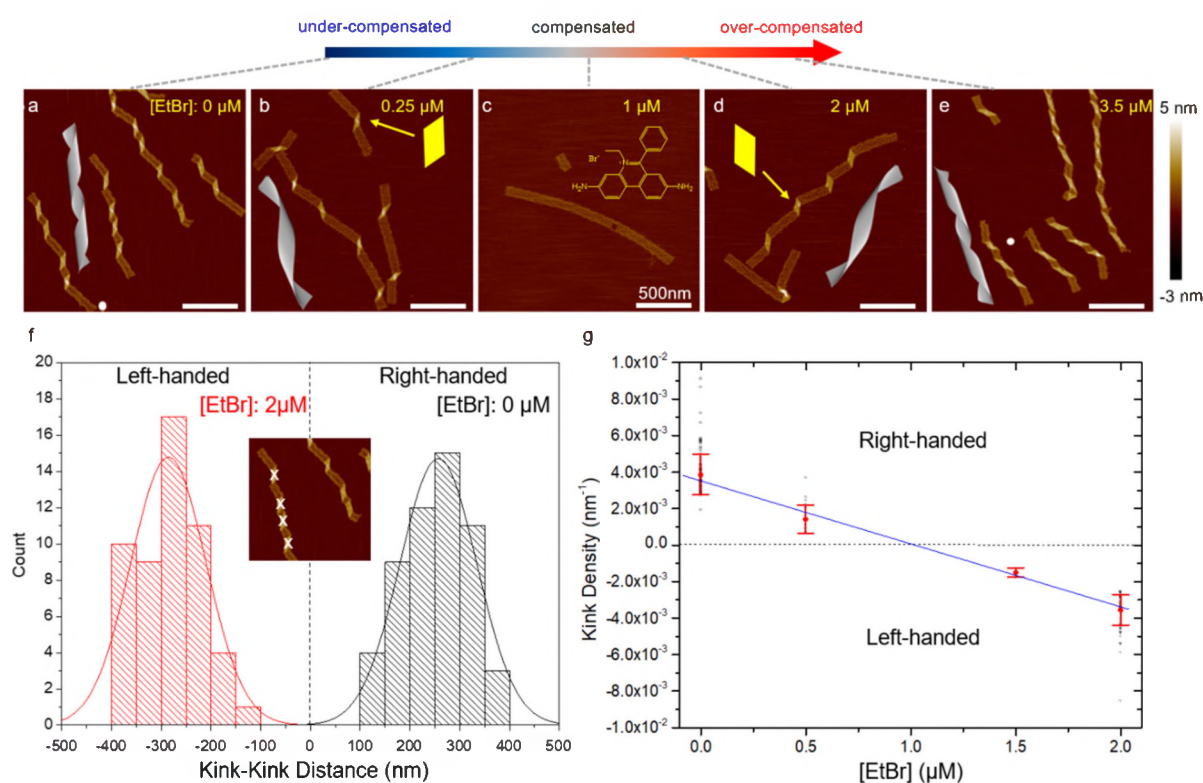 under-compensated compensated over-compensated
a [EtBr]: 0 µM
b 0.25 µM
c 1 µM
Br⁻
N
H₂N NH₂
500nm
d 2 µM
e 3.5 µM
5 nm
-3 nm
f
Left-handed Right-handed
[EtBr]: 2µM [EtBr]: 0 µM
Count
20
18
16
14
12
10
8
6
4
2
0
X
X
X
X
-500 -400 -300 -200 -100 0 100 200 300 400 500
Kink-Kink Distance (nm)
g
Kink Density (nm⁻¹)
1.0x10⁻²
8.0x10⁻³
6.0x10⁻³
4.0x10⁻³
2.0x10⁻³
0.0
-2.0x10⁻³
-4.0x10⁻³
-6.0x10⁻³
-8.0x10⁻³
-1.0x10⁻²
Right-handed
Left-handed
0.0 0.5 1.0 1.5 2.0
[EtBr] (µM)